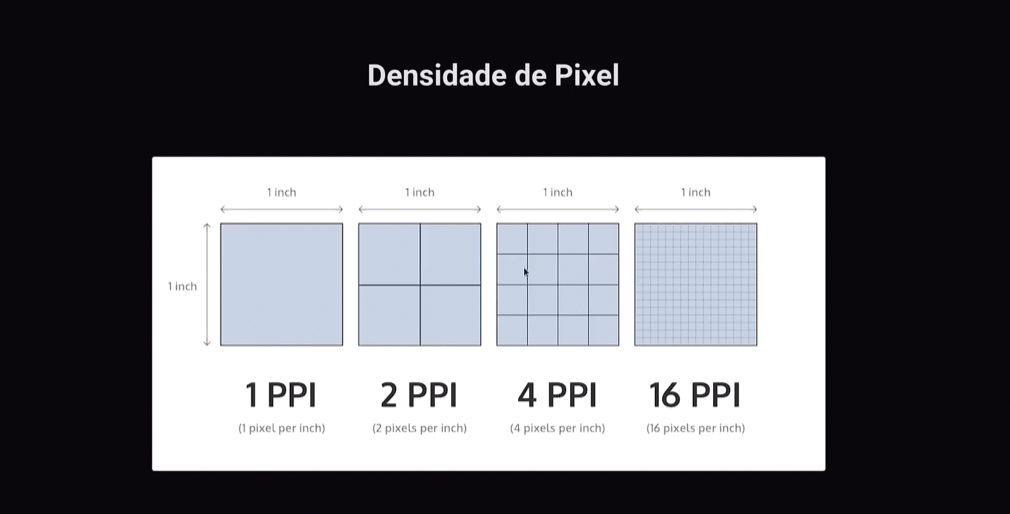 Densidade de Pixel
1 inch
1 inch
1 inch
1 inch
1 inch
1 PPI
2 PPI
4 PPI
16 PPI
(1 pixel per inch)
(2 pixels per inch)
(4 pixels per inch)
(16 pixels per inch)